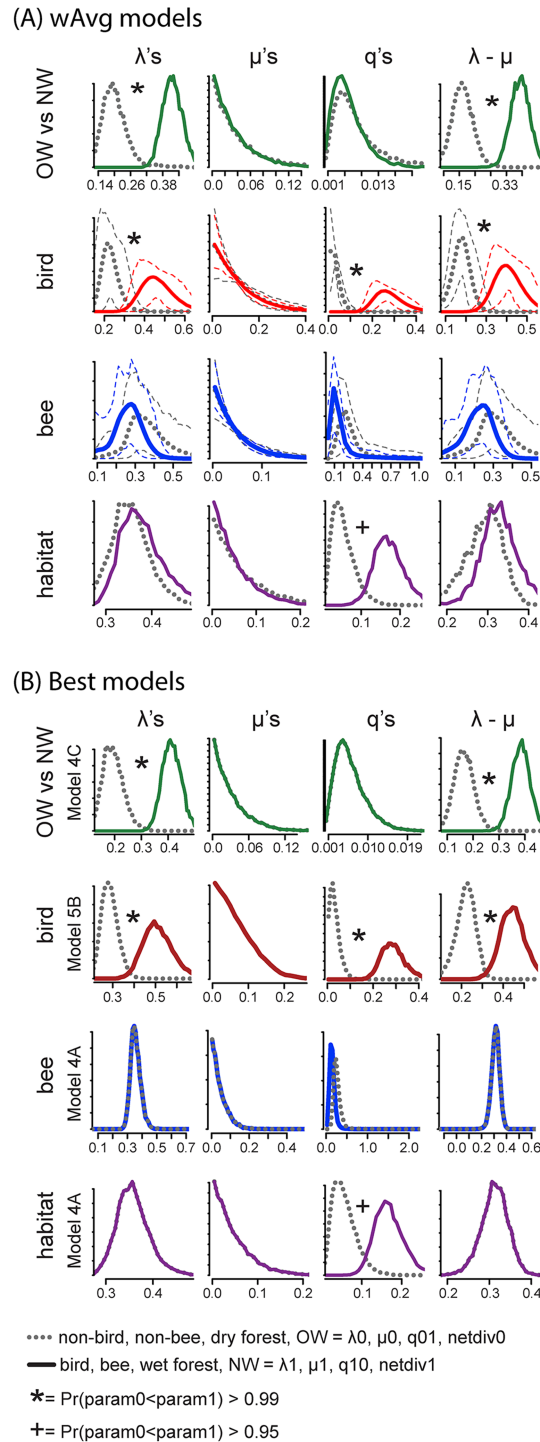 (A) wAvg models
λ's μ's q's λ - μ
OW vs NW
0.14 0.26 0.38
0.0 0.06 0.12
0.001 0.013
0.15 0.33
bird
0.2 0.4 0.6
0.0 0.2 0.4
0.0 0.2 0.4
0.1 0.3 0.5
*
bee
0.1 0.3 0.5
0.1
0.1 0.4 0.7 1.0
0.1 0.3 0.5
habitat
0.4
0.0 0.1 0.2
+
0.0 0.1 0.2
0.1 0.2 0.3 0.4
(B) Best models
λ's μ's q's λ - μ
OW vs NW
Model 4C
0.2 0.3 0.4
0.0 0.12
0.001 0.010 0.019
0.1 0.2 0.3 0.4
bird
Model 5B
0.3 0.5 0.7
0.0 0.1 0.2
0.0 0.2 0.4
0.2 0.4
bee
Model 4A
0.1 0.3 0.5 0.7
0.0 0.2 0.4
0.0 1.0 2.0
0.0 0.2 0.4 0.6
habitat
Model 4A
0.3 0.4
0.0 0.1 0.2
+
0.1 0.2
0.2 0.3 0.4
non-bird, non-bee, dry forest, OW = λ0, μ0, q01, netdiv0
bird, bee, wet forest, NW = λ1, μ1, q10, netdiv1
*= Pr(param0<param1) > 0.99
+= Pr(param0<param1) > 0.95